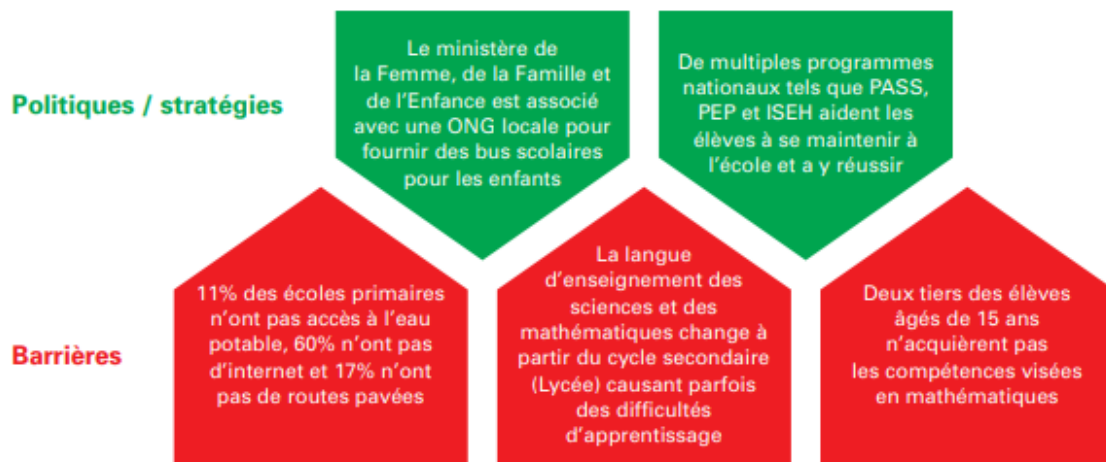 Politiques / stratégies
Le ministère de
la Femme, de la Famille et
de l'Enfance est associé
avec une ONG locale pour
fournir des bus scolaires
pour les enfants
De multiples programmes
nationaux tels que PASS,
PEP et ISEH aident les
élèves à se maintenir à
l'école et a y réussir
Barrières
11% des écoles primaires
n'ont pas accès à l'eau
potable, 60% n'ont pas
d'internet et 17% n'ont
pas de routes pavées
La langue
d'enseignement des
sciences et des
mathématiques change à
partir du cycle secondaire
(Lycée) causant parfois
des difficultés
d'apprentissage
Deux tiers des élèves
âgés de 15 ans
n'acquièrent pas
les compétences visées
en mathématiques